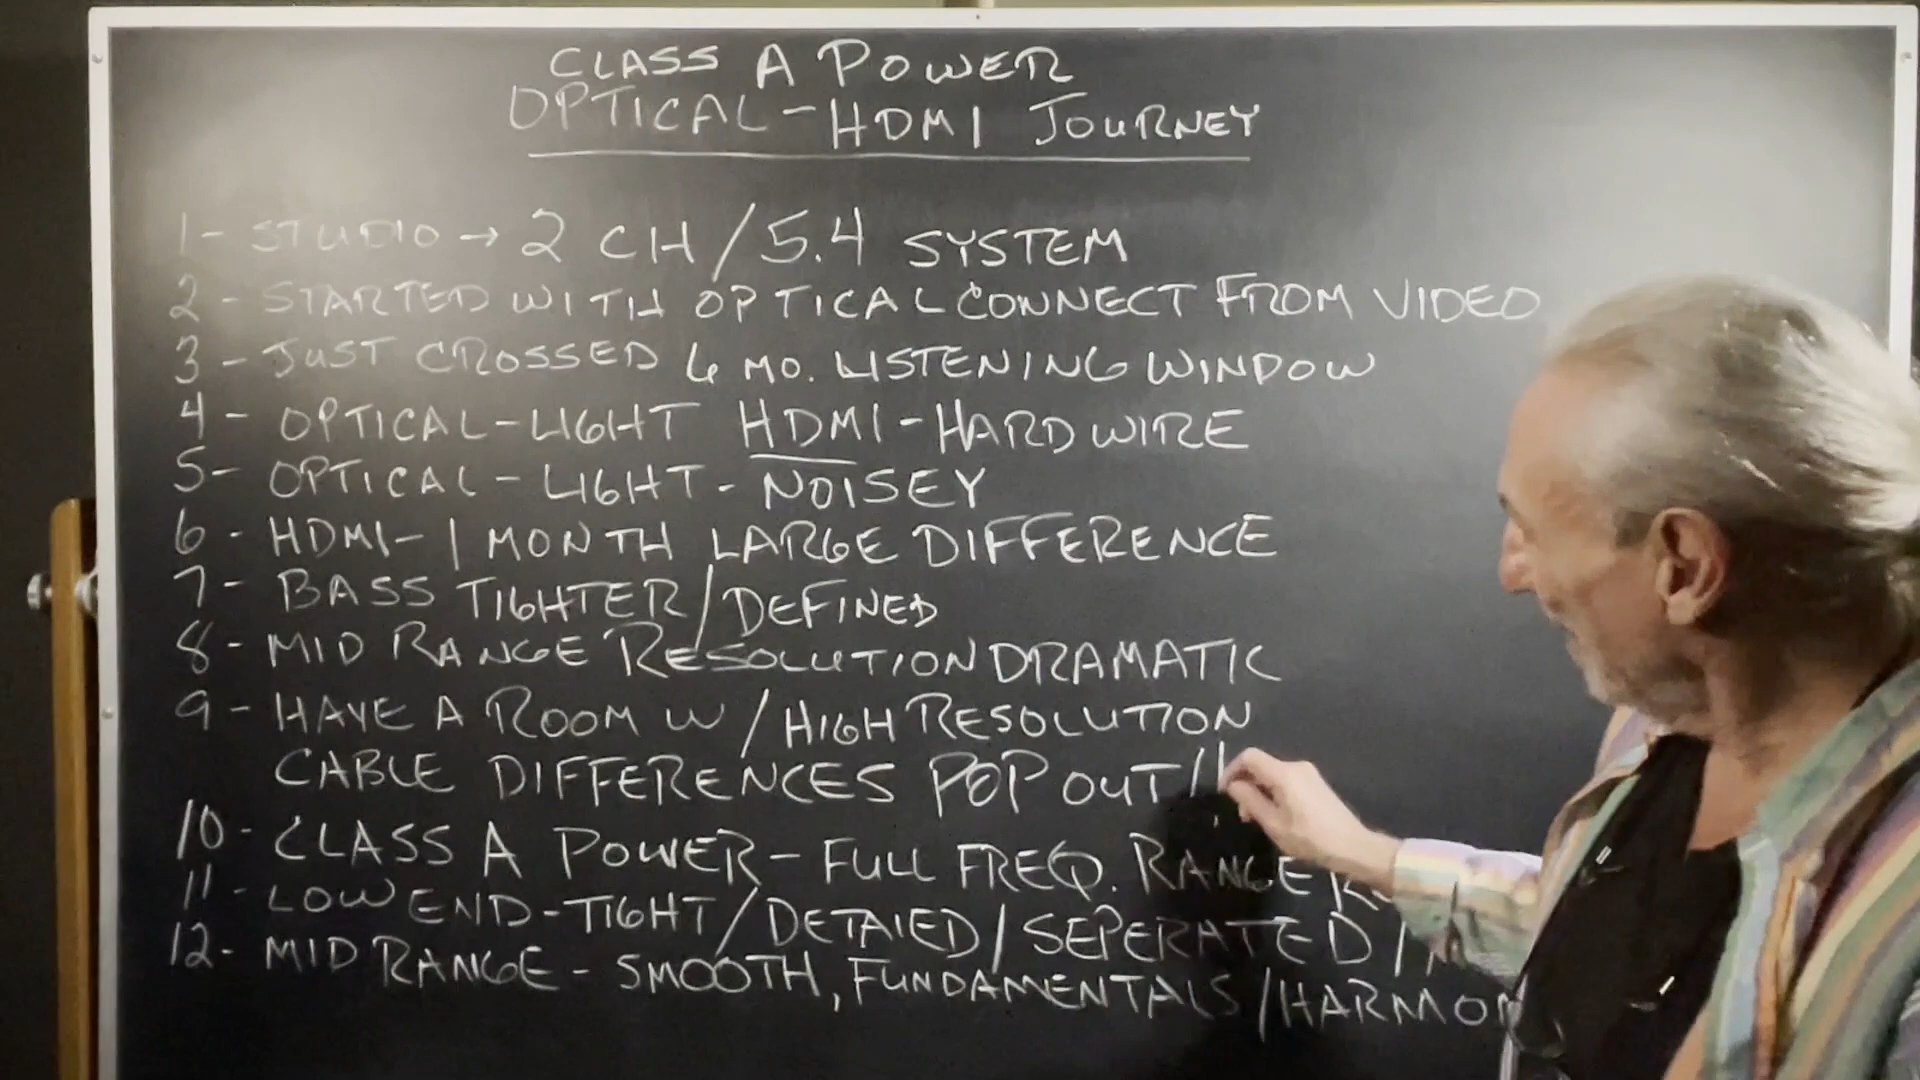 CLASS A POWER
OPTICAL-HDMI JOURNEY
1- STUDIO → 2 CH/5.4 SYSTEM
2- STARTED WITH OPTICAL CONNECT FROM VIDEO
3- JUST CROSSED 6 MO. LISTENING WINDOW
4- OPTICAL-LIGHT HDMI-HARDWIRE
5- OPTICAL-LIGHT-NOISEY
6- HDMI-1 MONTH LARGE DIFFERENCE
7- BASS TIGHTER/DEFINED
8- MID RANGE RESOLUTION DRAMATIC
9- HAVE A ROOM W/HIGH RESOLUTION
CABLE DIFFERENCES POP OUT/
10- CLASS A POWER-FULL FREQ. RANGE
11- LOW END-TIGHT/DETAIED/SEPERATED/
12- MID RANGE-SMOOTH, FUNDAMENTALS/HARMON